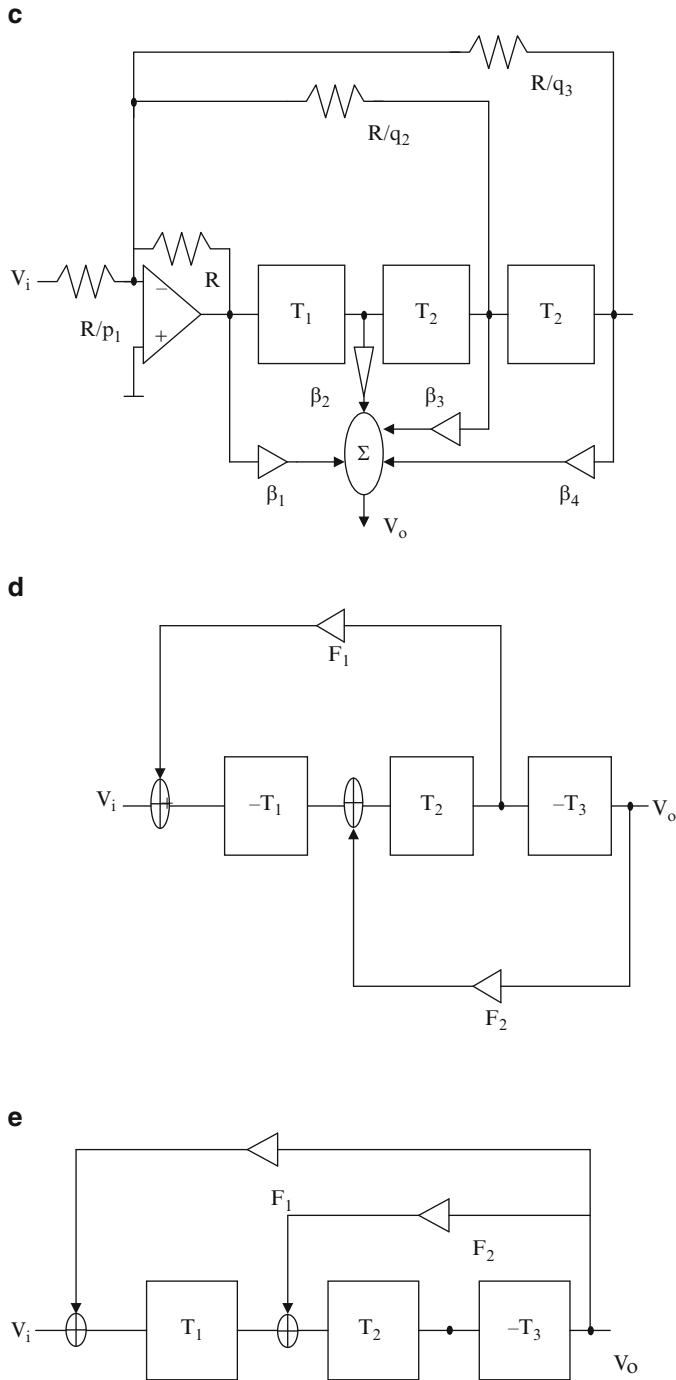 c
R/q₃
R/q₂
Vᵢ
R
R/p₁
−
+
T₁
T₂
T₂
β₂
β₃
Σ
β₁
β₄
Vₒ
d
F₁
Vᵢ
+
−T₁
T₂
−T₃
Vₒ
F₂
e
F₁
F₂
Vᵢ
T₁
T₂
−T₃
V₀